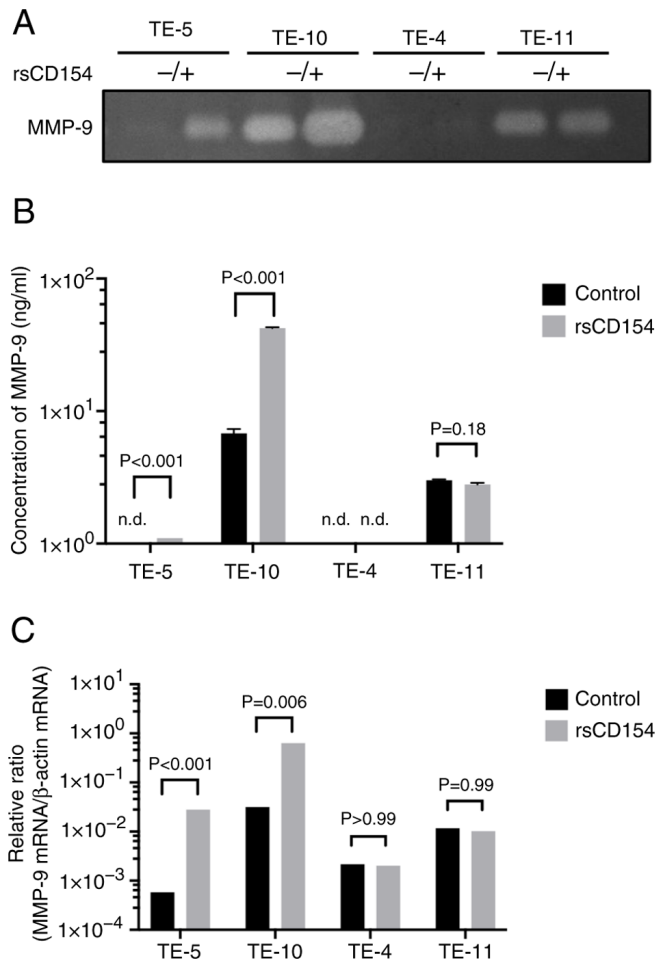 A
TE-5 TE-10 TE-4 TE-11
rsCD154 −/+ −/+ −/+ −/+
MMP-9
B
Concentration of MMP-9 (ng/ml)
1×10²
1×10¹
1×10⁰
P<0.001
n.d.
P<0.001
n.d. n.d.
P=0.18
TE-5 TE-10 TE-4 TE-11
Control
rsCD154
C
Relative ratio
(MMP-9 mRNA/β-actin mRNA)
1×10¹
1×10⁰
1×10⁻¹
1×10⁻²
1×10⁻³
1×10⁻⁴
P<0.001
P=0.006
P>0.99
P=0.99
TE-5 TE-10 TE-4 TE-11
Control
rsCD154